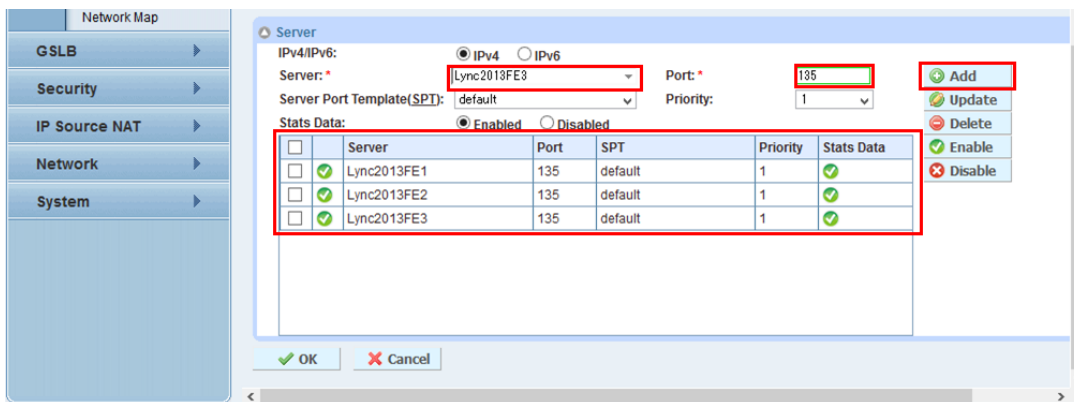 Network Map
GSLB
Security
IP Source NAT
Network
System
Server
IPv4/IPv6: IPv4 IPv6
Server: * Lync2013FE3 Port: * 135 Add
Server Port Template(SPT): default Priority: 1 Update
Stats Data: Enabled Disabled Delete
Server Port SPT Priority Stats Data Enable
Lync2013FE1 135 default 1 Disable
Lync2013FE2 135 default 1
Lync2013FE3 135 default 1
OK Cancel